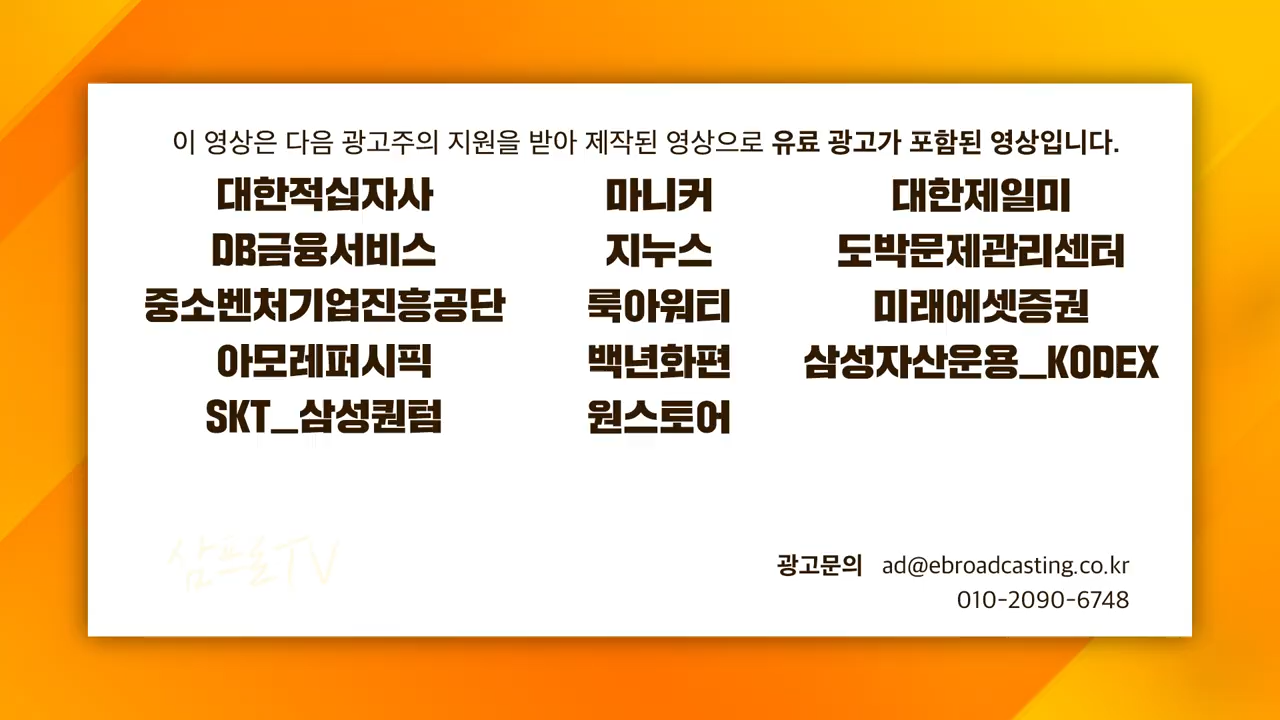 이 영상은 다음 광고주의 지원을 받아 제작된 영상으로 유료 광고가 포함된 영상입니다.
대한적십자사 마니커 대한제일미
DB금융서비스 지누스 도박문제관리센터
중소벤처기업진흥공단 룩아워티 미래에셋증권
아모레퍼시픽 백년화편 삼성자산운용_KODEX
SKT_삼성퀀텀 원스토어
삼프로TV
광고문의 ad@ebroadcasting.co.kr
010-2090-6748